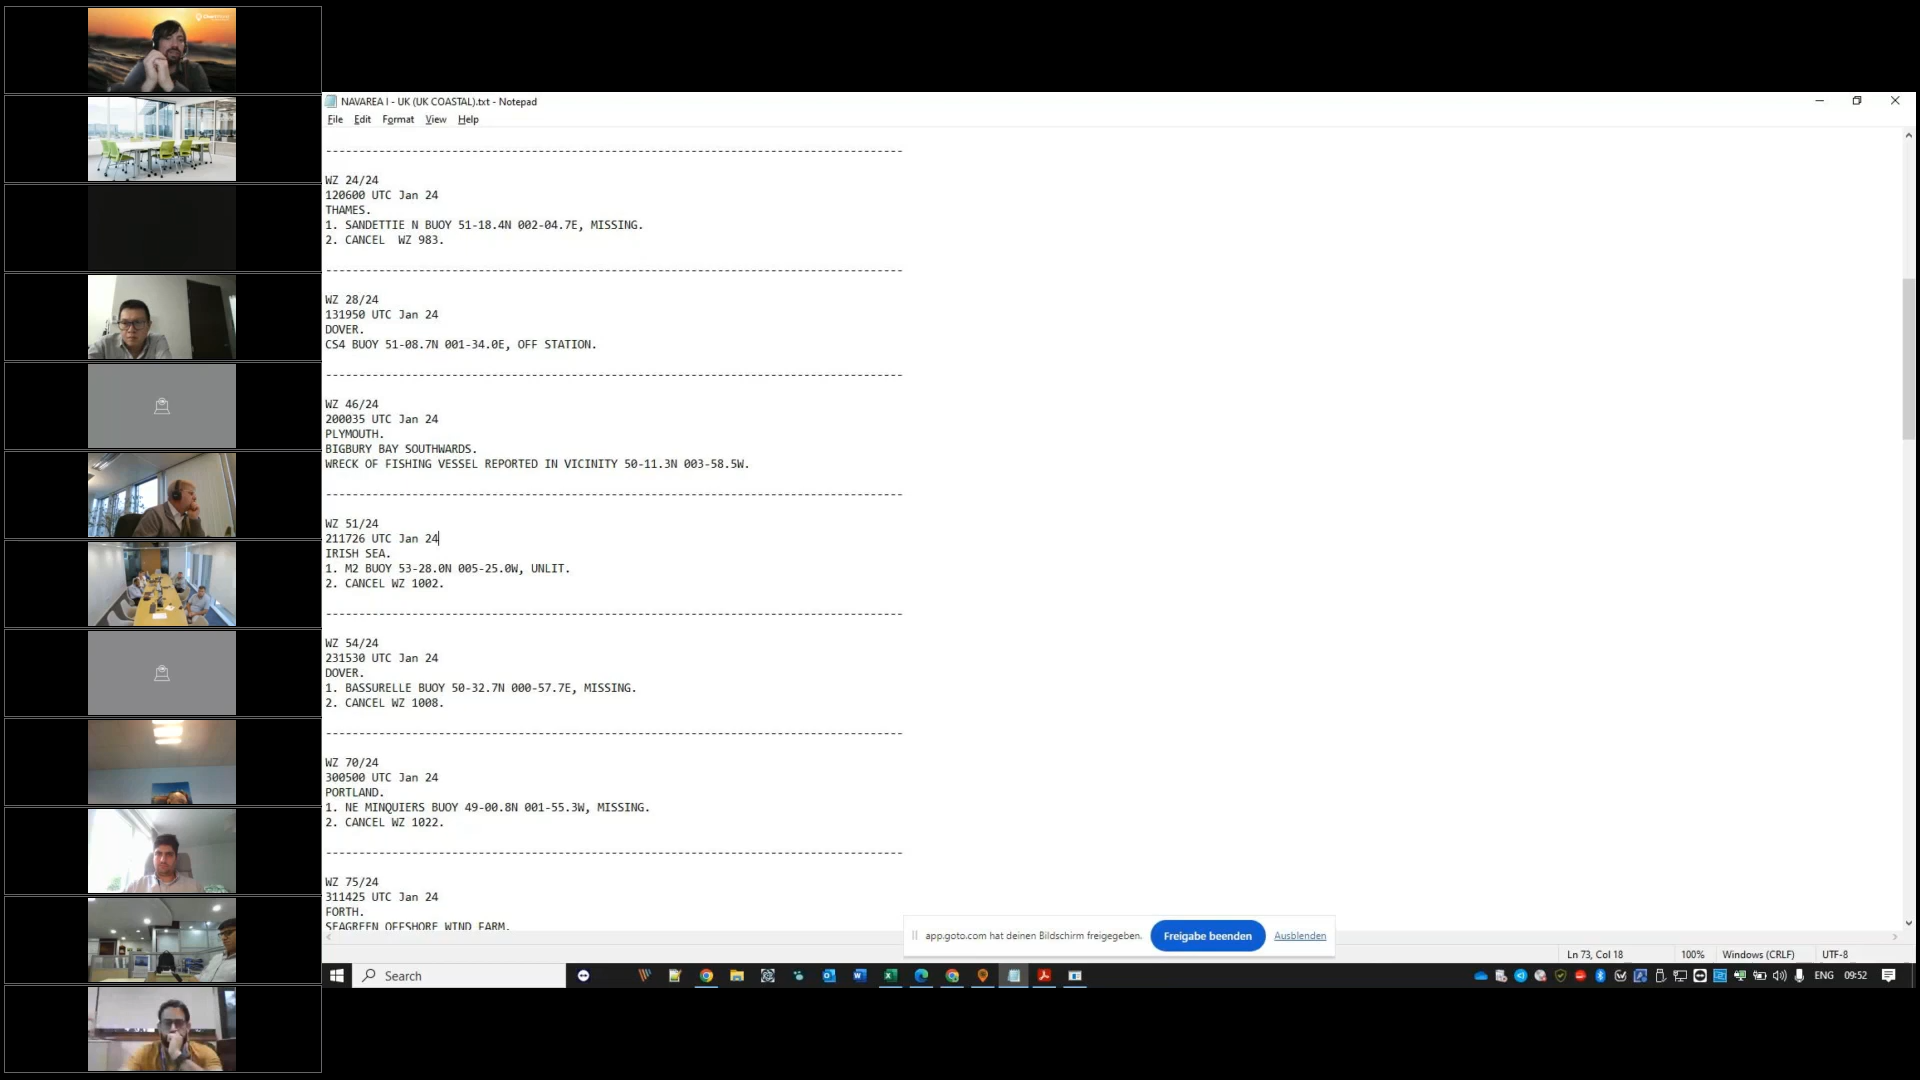 NAVAREA I - UK (UK COASTAL).txt - Notepad
File Edit Format View Help
---------------------------------------------------------------------------------------
WZ 24/24
120600 UTC Jan 24
THAMES.
1. SANDETTIE N BUOY 51-18.4N 002-04.7E, MISSING.
2. CANCEL  WZ 983.
---------------------------------------------------------------------------------------
WZ 28/24
131950 UTC Jan 24
DOVER.
CS4 BUOY 51-08.7N 001-34.0E, OFF STATION.
---------------------------------------------------------------------------------------
WZ 46/24
200035 UTC Jan 24
PLYMOUTH.
BIGBURY BAY SOUTHWARDS.
WRECK OF FISHING VESSEL REPORTED IN VICINITY 50-11.3N 003-58.5W.
---------------------------------------------------------------------------------------
WZ 51/24
211726 UTC Jan 24
IRISH SEA.
1. M2 BUOY 53-28.0N 005-25.0W, UNLIT.
2. CANCEL WZ 1002.
---------------------------------------------------------------------------------------
WZ 54/24
231530 UTC Jan 24
DOVER.
1. BASSURELLE BUOY 50-32.7N 000-57.7E, MISSING.
2. CANCEL WZ 1008.
---------------------------------------------------------------------------------------
WZ 70/24
300500 UTC Jan 24
PORTLAND.
1. NE MINQUIERS BUOY 49-00.8N 001-55.3W, MISSING.
2. CANCEL WZ 1022.
---------------------------------------------------------------------------------------
WZ 75/24
311425 UTC Jan 24
FORTH.
SEAGREEN OFFSHORE WIND FARM.
app.goto.com hat deinen Bildschirm freigegeben. Freigabe beenden Ausblenden
Ln 73, Col 18 100% Windows (CRLF) UTF-8
Search
ENG 09:52